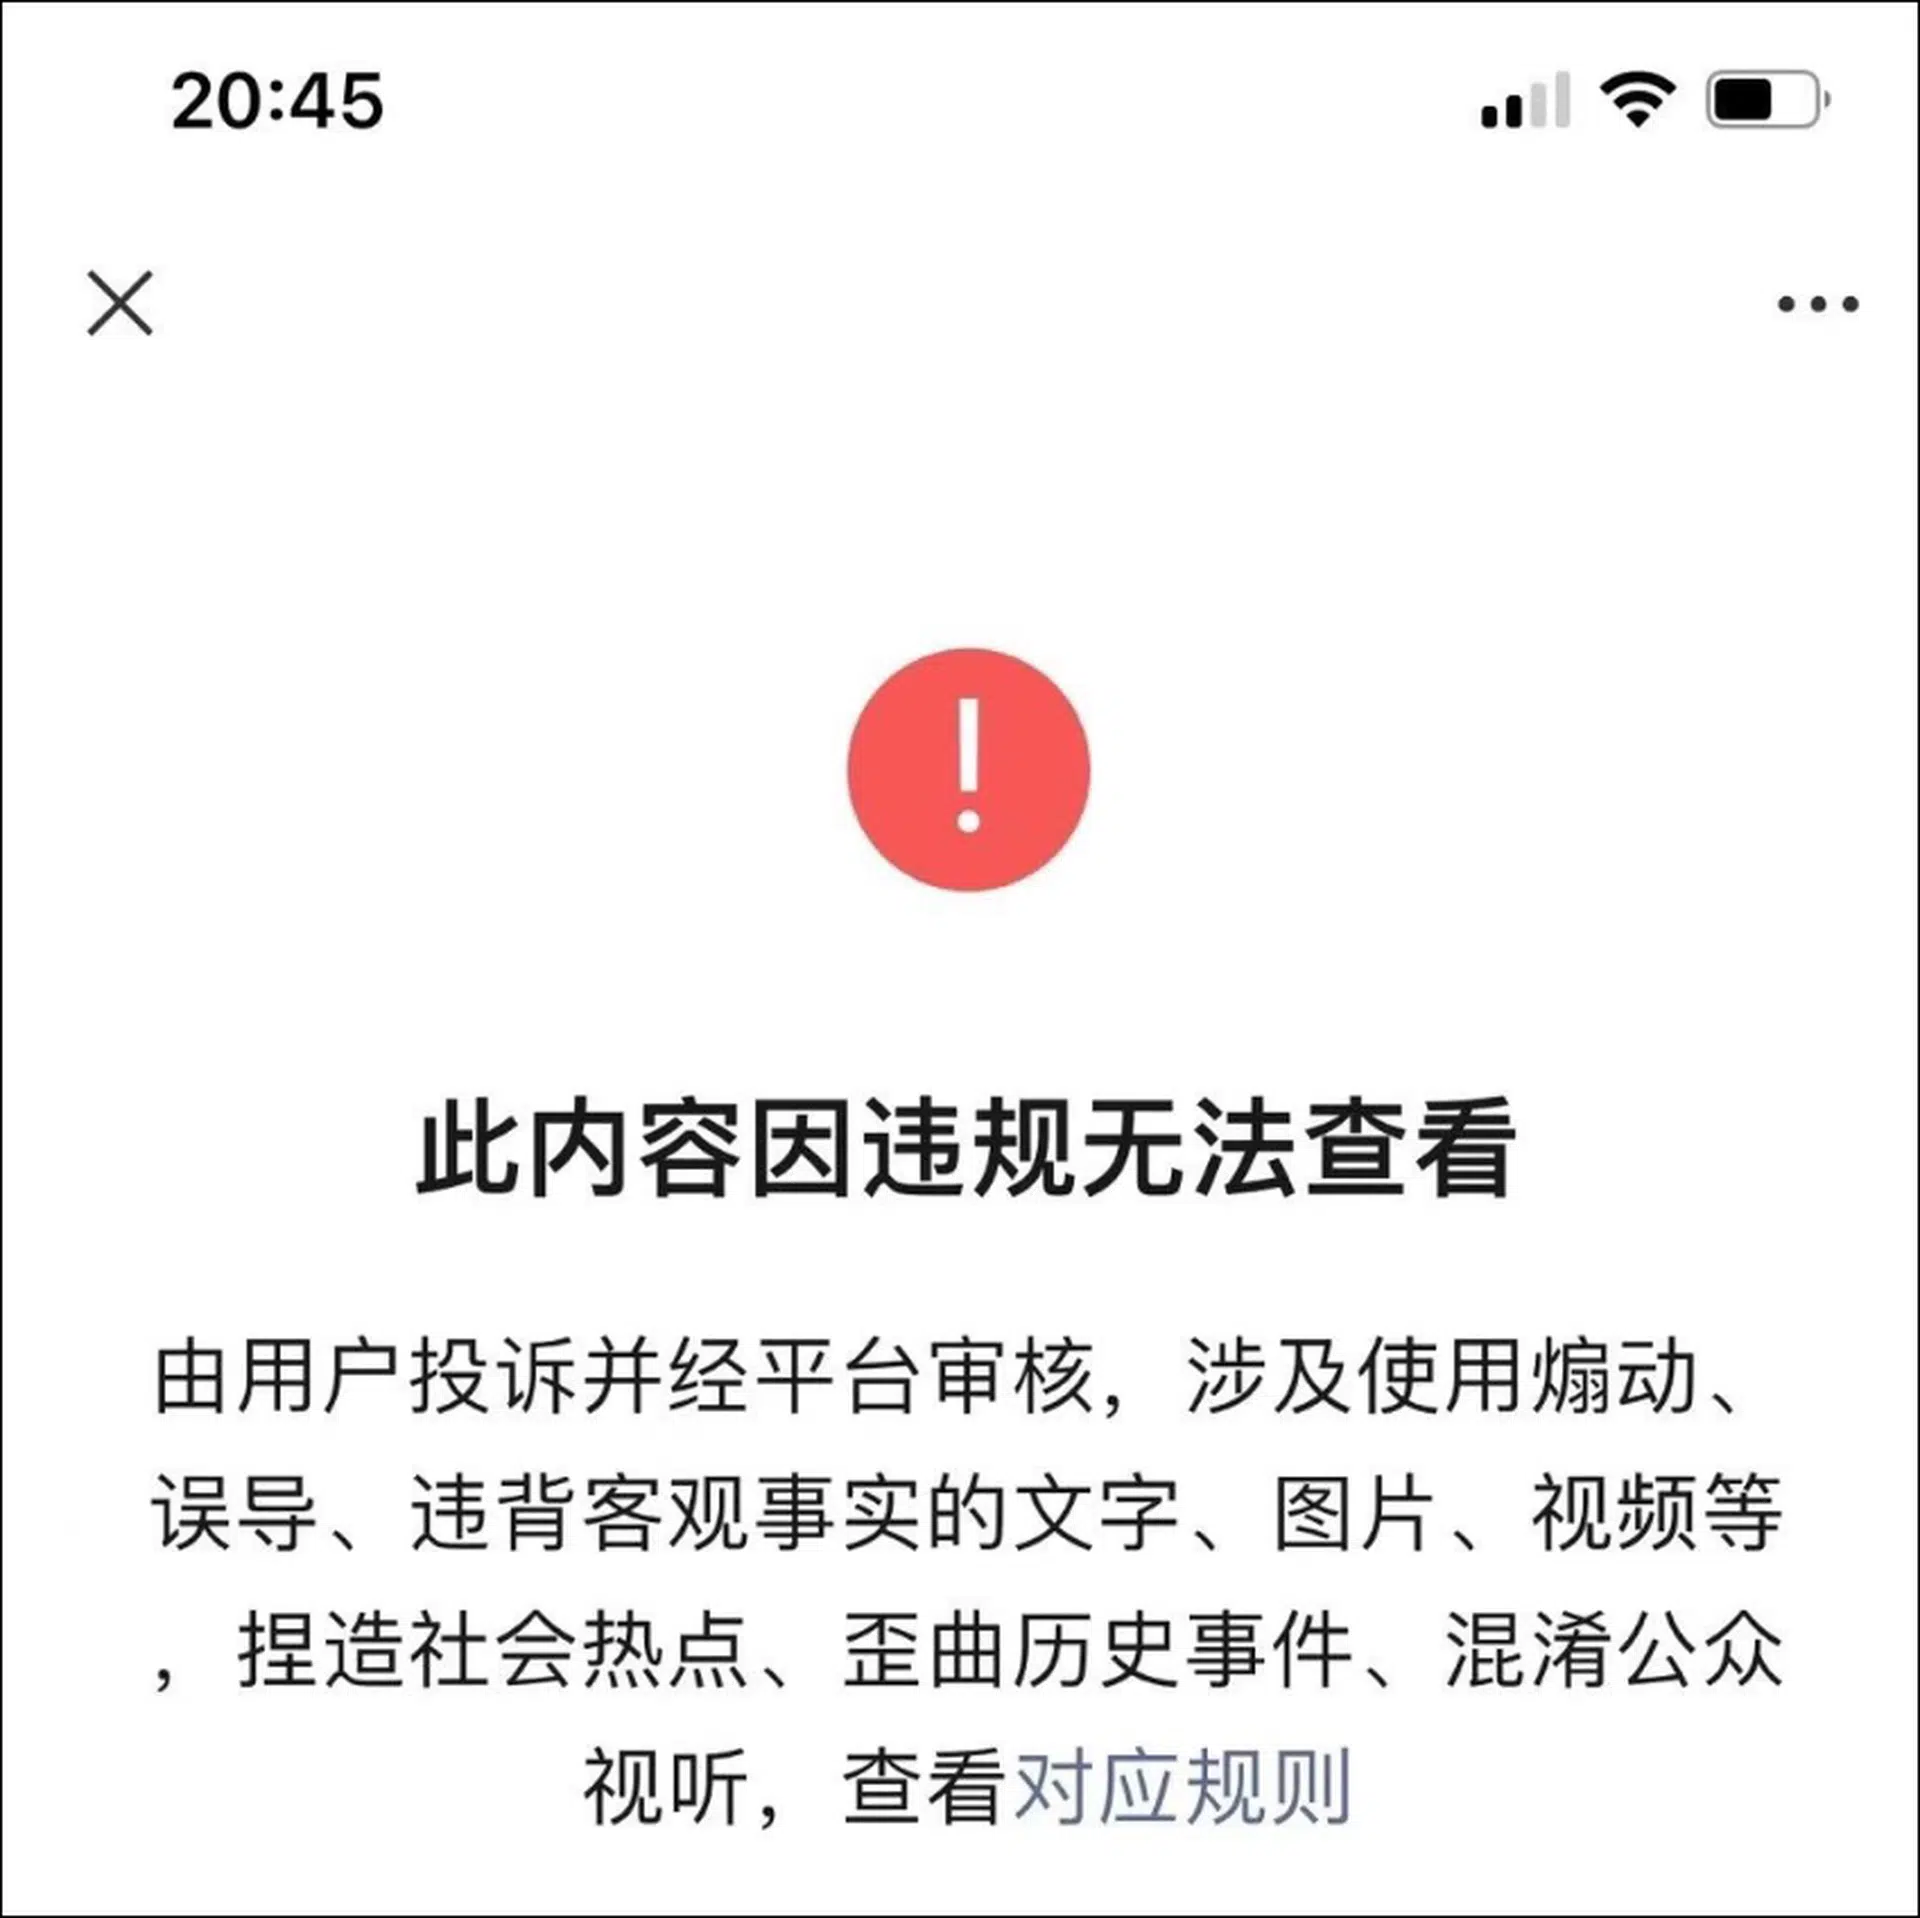 20:45
此内容因违规无法查看
由用户投诉并经平台审核，涉及使用煽动、
误导、违背客观事实的文字、图片、视频等
，捏造社会热点、歪曲历史事件、混淆公众
视听，查看对应规则